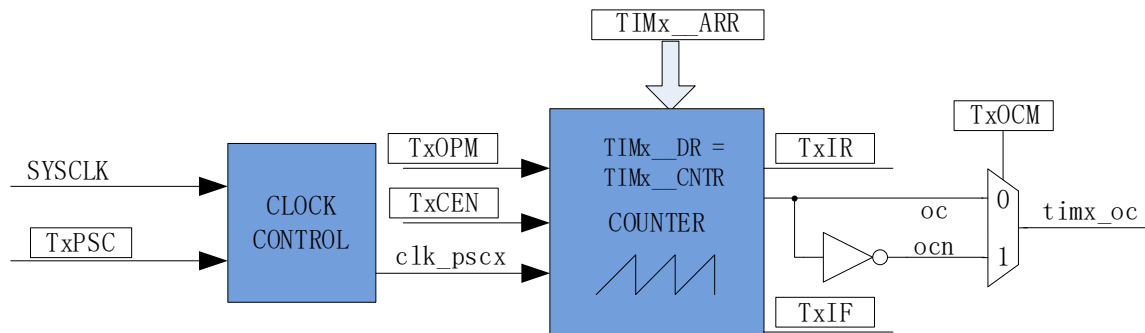 TIMx__ARR
TxOCM
TxOPM
TIMx__DR =
TIMx__CNTR
TxIR
SYSCLK
CLOCK
CONTROL
TxCEN
COUNTER
oc
0
timx_oc
TxPSC
clk_pscx
ocn
1
TxIF